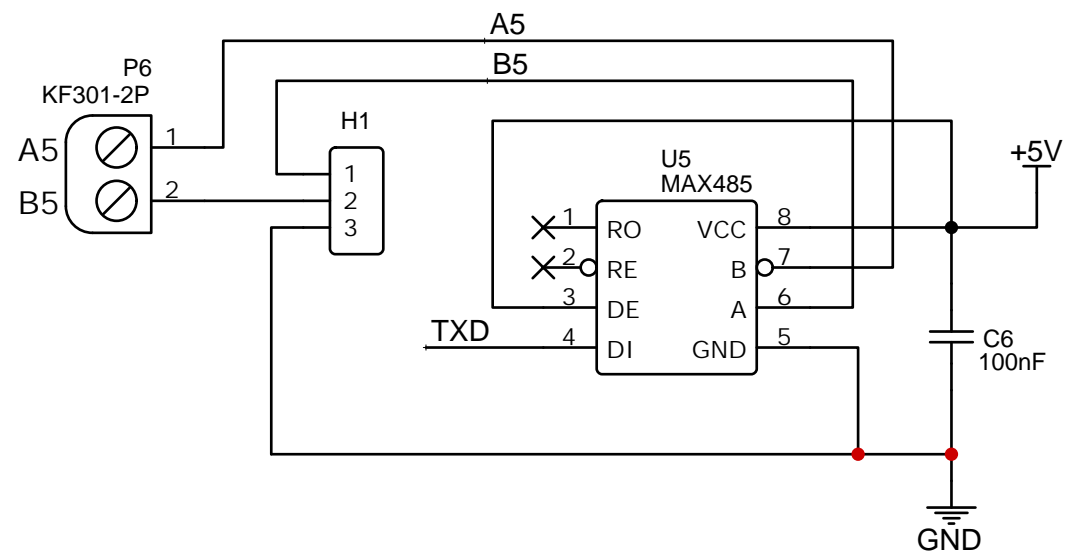 A5
B5
P6
KF301-2P
A5
1
B5
2
H1
1
2
3
U5
MAX485
+5V
1 RO VCC 8
2 RE B 7
3 DE A 6
TXD 4 DI GND 5
C6
100nF
GND